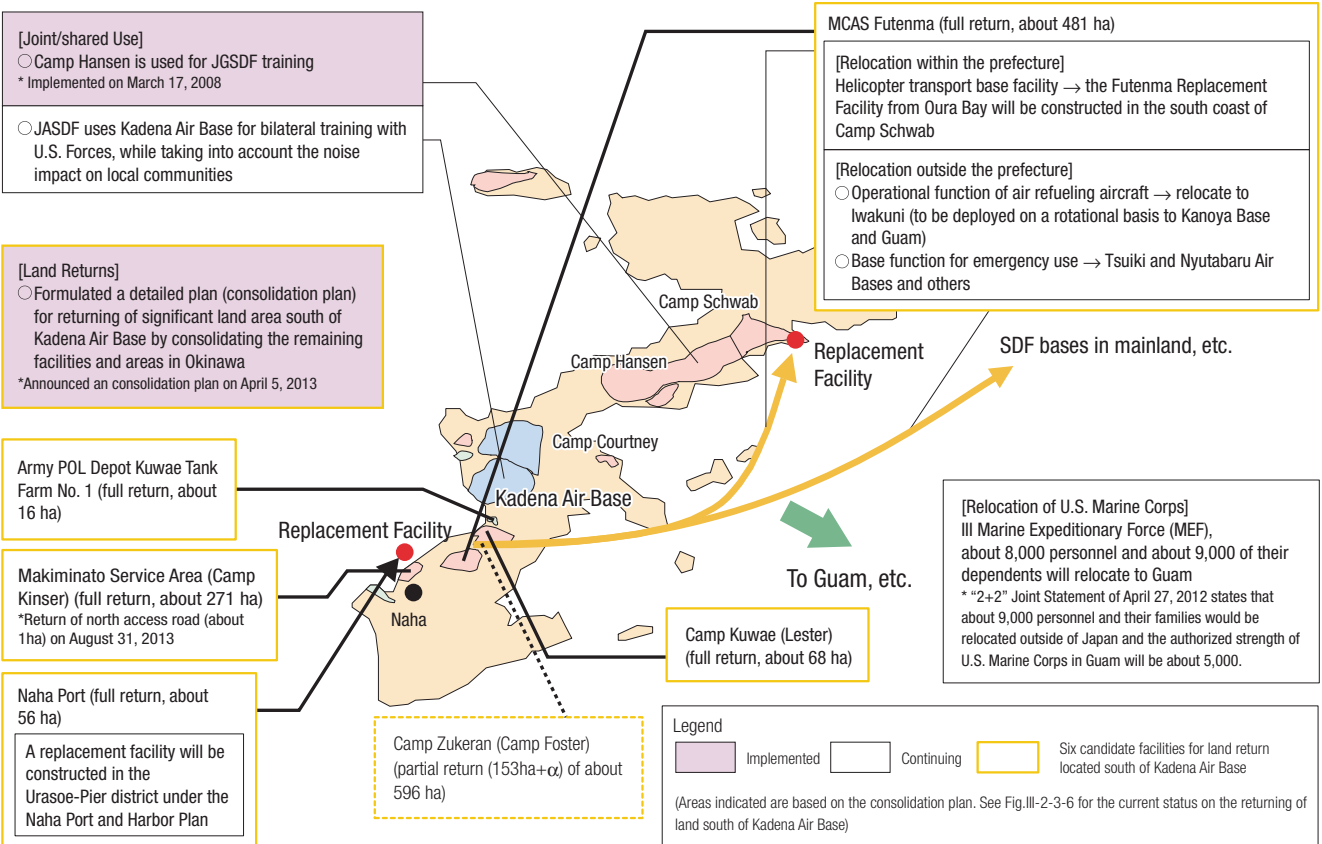 [Joint/shared Use]
○Camp Hansen is used for JGSDF training
* Implemented on March 17, 2008
○JASDF uses Kadena Air Base for bilateral training with
U.S. Forces, while taking into account the noise
impact on local communities
[Land Returns]
○Formulated a detailed plan (consolidation plan)
for returning of significant land area south of
Kadena Air Base by consolidating the remaining
facilities and areas in Okinawa
*Announced an consolidation plan on April 5, 2013
Army POL Depot Kuwae Tank
Farm No. 1 (full return, about
16 ha)
Makiminato Service Area (Camp
Kinser) (full return, about 271 ha)
*Return of north access road (about
1ha) on August 31, 2013
Naha Port (full return, about
56 ha)
A replacement facility will be
constructed in the
Urasoe-Pier district under the
Naha Port and Harbor Plan
MCAS Futenma (full return, about 481 ha)
[Relocation within the prefecture]
Helicopter transport base facility → the Futenma Replacement
Facility from Oura Bay will be constructed in the south coast of
Camp Schwab
[Relocation outside the prefecture]
○Operational function of air refueling aircraft → relocate to
Iwakuni (to be deployed on a rotational basis to Kanoya Base
and Guam)
○Base function for emergency use → Tsuiki and Nyutabaru Air
Bases and others
Camp Schwab
Camp Hansen
Replacement
Facility
SDF bases in mainland, etc.
Camp Courtney
Kadena Air Base
Replacement Facility
Naha
To Guam, etc.
[Relocation of U.S. Marine Corps]
III Marine Expeditionary Force (MEF),
about 8,000 personnel and about 9,000 of their
dependents will relocate to Guam
* “2+2” Joint Statement of April 27, 2012 states that
about 9,000 personnel and their families would be
relocated outside of Japan and the authorized strength of
U.S. Marine Corps in Guam will be about 5,000.
Camp Kuwae (Lester)
(full return, about 68 ha)
Camp Zukeran (Camp Foster)
(partial return (153ha+α) of about
596 ha)
Legend
Implemented
Continuing
Six candidate facilities for land return
located south of Kadena Air Base
(Areas indicated are based on the consolidation plan. See Fig.III-2-3-6 for the current status on the returning of
land south of Kadena Air Base)